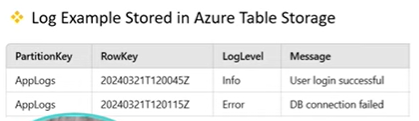 Log Example Stored in Azure Table Storage
PartitionKey RowKey LogLevel Message
AppLogs 20240321T120045Z Info User login successful
AppLogs 20240321T120115Z Error DB connection failed